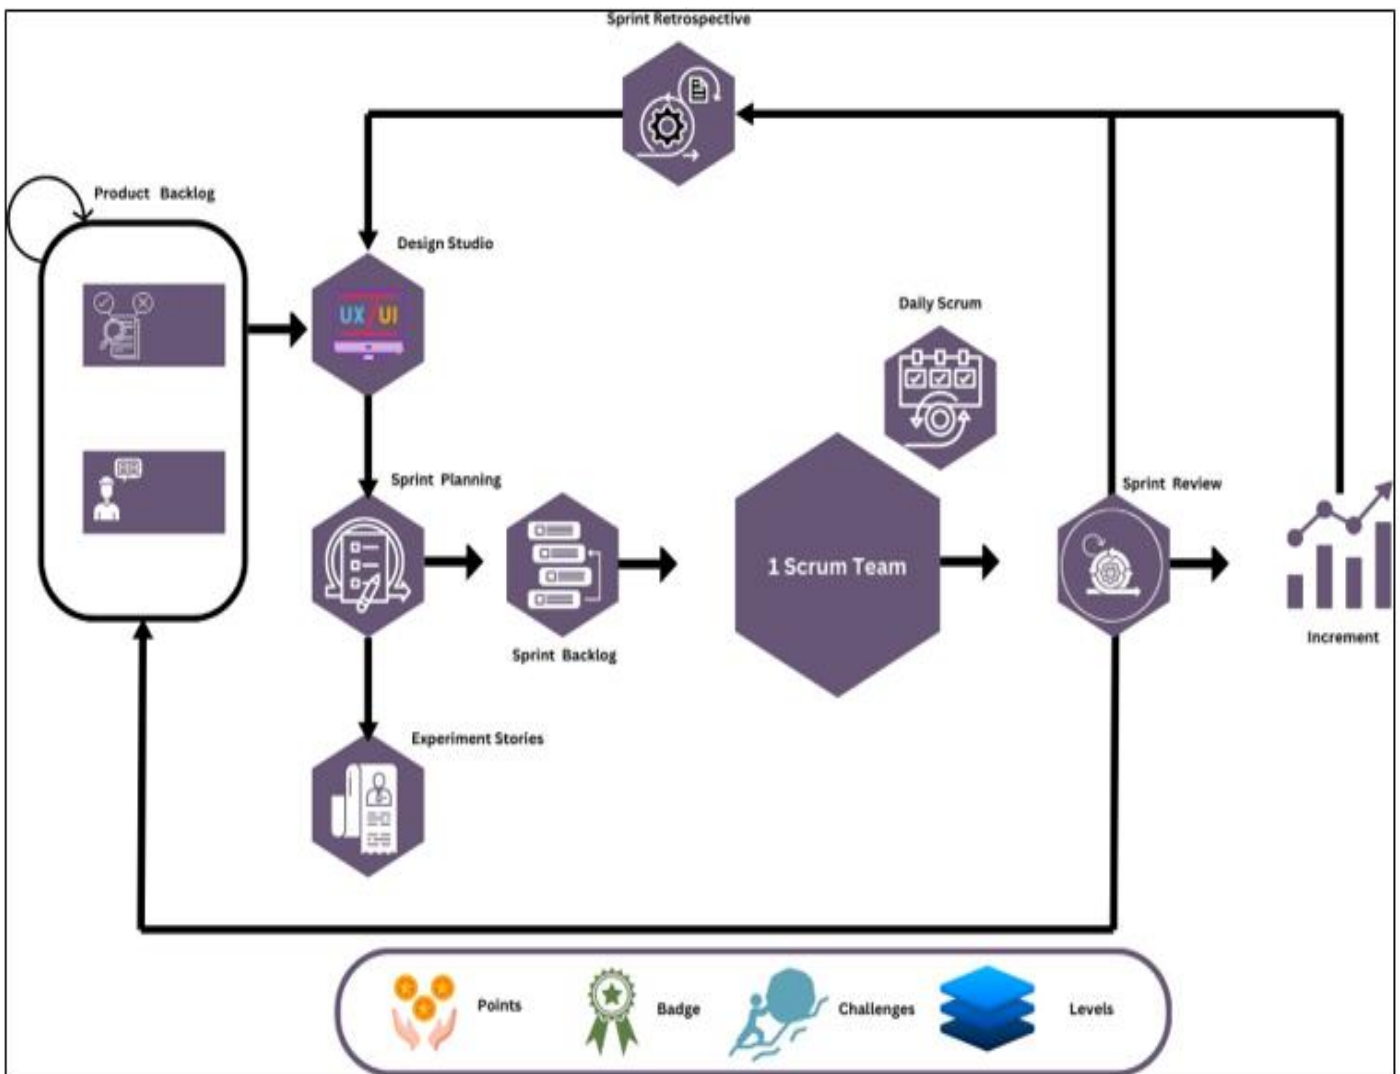 Sprint Retrospective
Product Backlog
Design Studio
UX/UI
Daily Scrum
Sprint Planning
Sprint Review
1 Scrum Team
Sprint Backlog
Increment
Experiment Stories
Points
Badge
Challenges
Levels